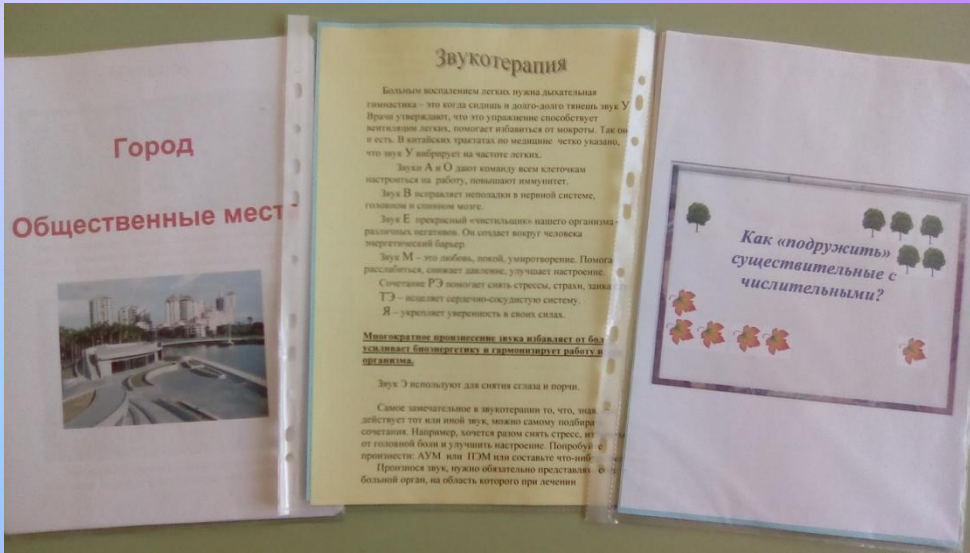 Город
Общественные мест
Звукотерапия
Больным воспалением легких нужна дыхательная
гимнастика – это когда сидишь и долго-долго тянешь звук У
Врачи утверждают, что это упражнение способствует
вентиляции легких, помогает избавиться от мокроты. Так он
и есть. В китайских трактатах по медицине четко указано,
что звук У вибрирует на частоте легких.
Звуки А и О дают команду всем клеточкам
настроиться на работу, повышают иммунитет.
Звук В исправляет неполадки в нервной системе,
головном и спинном мозге.
Звук Е прекрасный «чистильщик» нашего организма
различных негативов. Он создает вокруг человека
энергетический барьер.
Звук М – это любовь, покой, умиротворение. Помога
расслабиться, снижает давление, улучшает настроение.
Сочетание РЭ помогает снять стрессы, страхи, заика
ТЭ – исцеляет сердечно-сосудистую систему.
Я – укрепляет уверенность в своих силах.
Многократное произнесение звука избавляет от бол
усиливает биоэнергетику и гармонизирует работу в
организма.
Звук Э используют для снятия сглаза и порчи.
Самое замечательное в звукотерапии то, что, зная
действует тот или иной звук, можно самому подбира
сочетания. Например, хочется разом снять стресс, из
от головной боли и улучшить настроение. Попробуйте
произнести: АУМ или ПЭМ или составьте что-ниб
Произнося звук, нужно обязательно представля
больной орган, на область которого при лечении
Как «подружить»
существительные с
числительными?